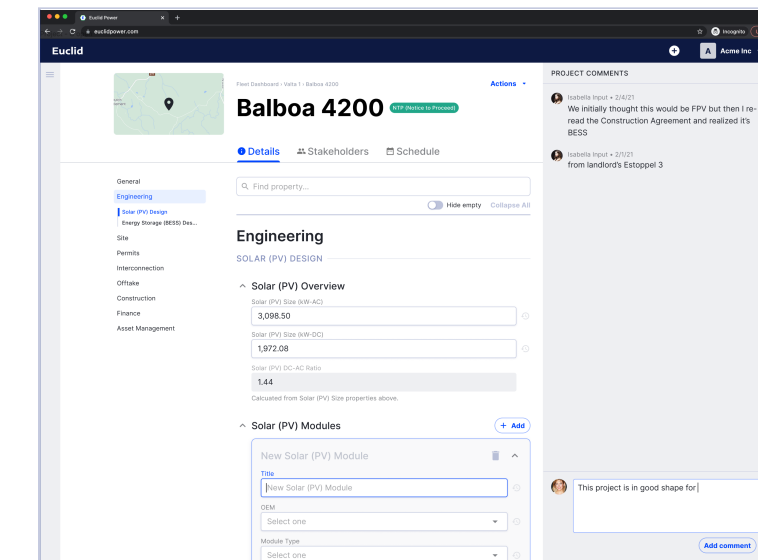 Euclid Power
euclidpower.com
Incognito
Euclid
A Acme Inc
Fleet Dashboard › Valta 1 › Balboa 4200
Actions
Balboa 4200
NTP (Notice to Proceed)
Details
Stakeholders
Schedule
General
Engineering
Solar (PV) Design
Energy Storage (BESS) Des...
Site
Permits
Interconnection
Offtake
Construction
Finance
Asset Management
Find property...
Hide empty
Collapse All
Engineering
SOLAR (PV) DESIGN
Solar (PV) Overview
Solar (PV) Size (kW-AC)
3,098.50
Solar (PV) Size (kW-DC)
1,972.08
Solar (PV) DC-AC Ratio
1.44
Calcuated from Solar (PV) Size properties above.
Solar (PV) Modules
+ Add
New Solar (PV) Module
Title
New Solar (PV) Module
OEM
Select one
Module Type
Select one
PROJECT COMMENTS
Isabella Input • 2/4/21
We initially thought this would be FPV but then I re-
read the Construction Agreement and realized it's
BESS
Isabella Input • 2/1/21
from landlord's Estoppel 3
This project is in good shape for
Add comment